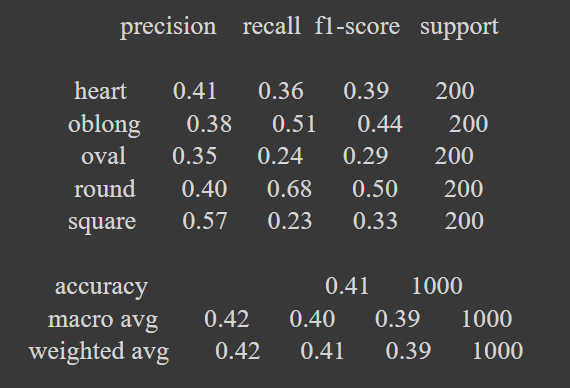 precision recall f1-score support
heart 0.41 0.36 0.39 200
oblong 0.38 0.51 0.44 200
oval 0.35 0.24 0.29 200
round 0.40 0.68 0.50 200
square 0.57 0.23 0.33 200
accuracy 0.41 1000
macro avg 0.42 0.40 0.39 1000
weighted avg 0.42 0.41 0.39 1000